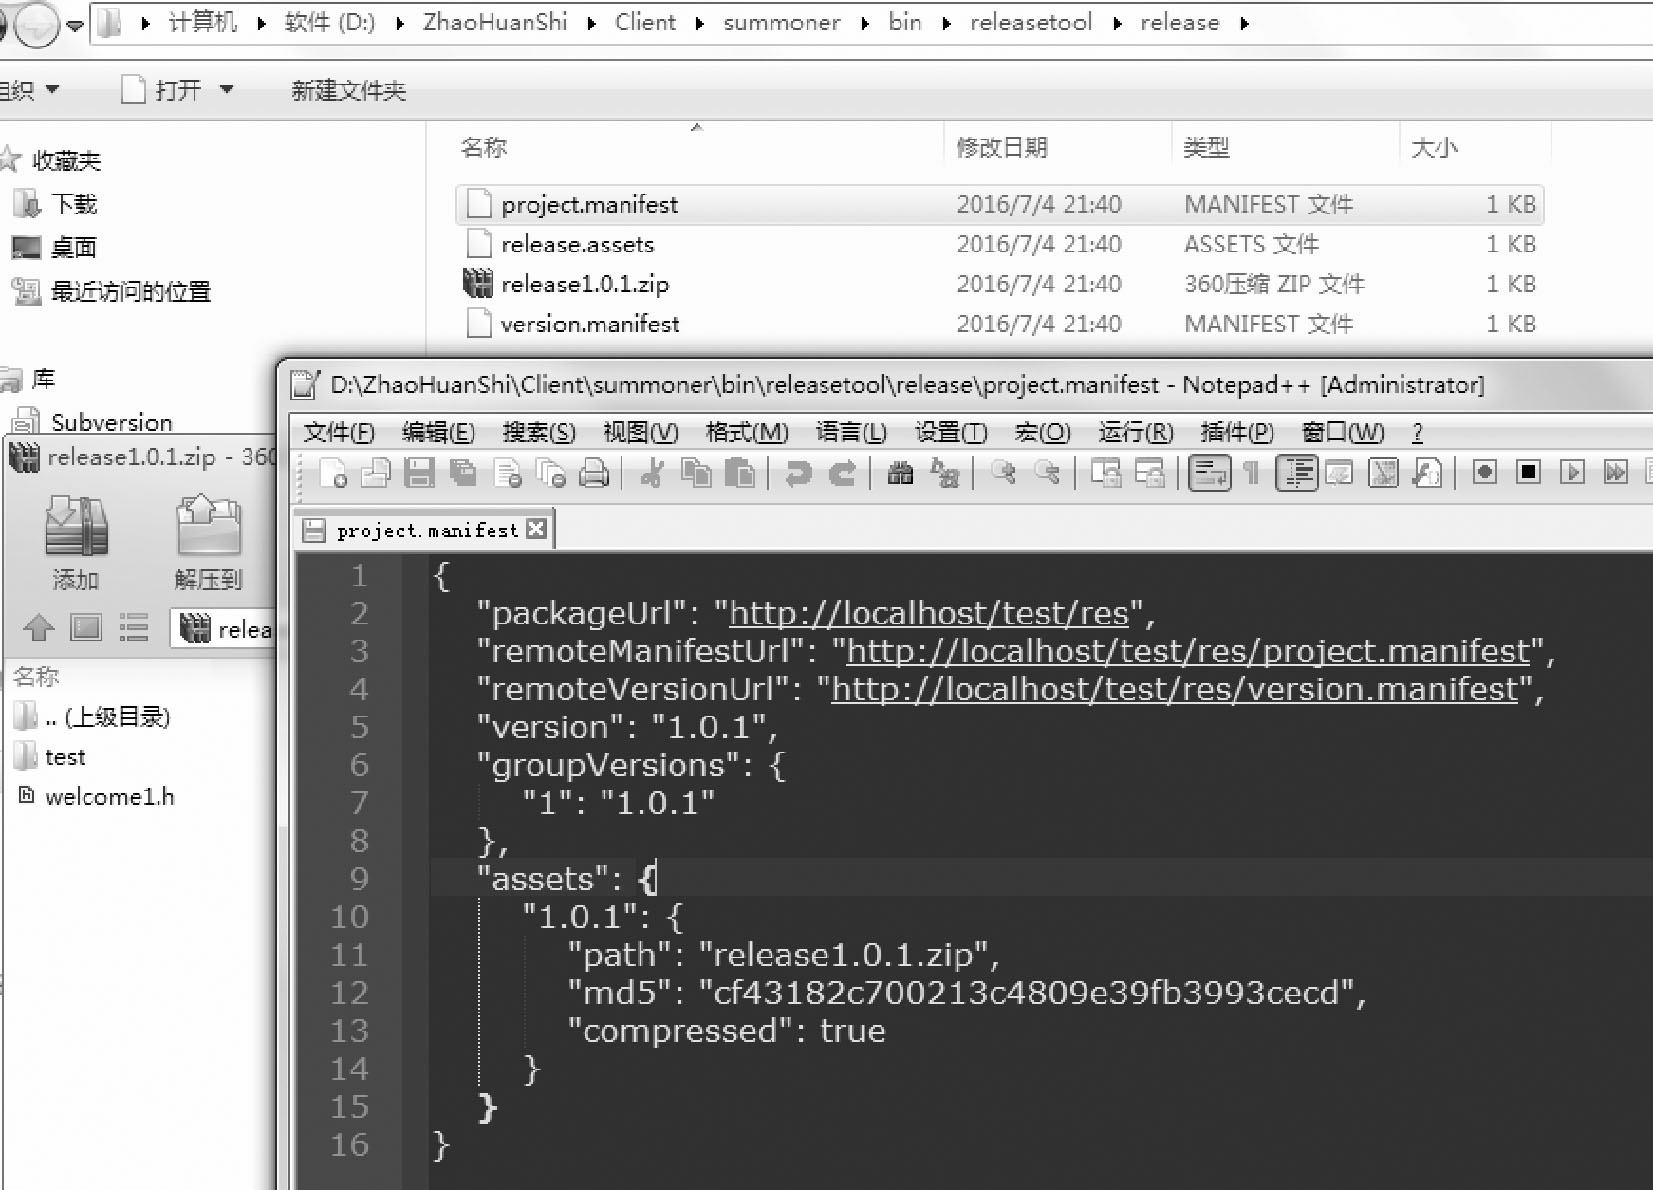 计算机 ▸ 软件 (D:) ▸ ZhaoHuanShi ▸ Client ▸ summoner ▸ bin ▸ releasetool ▸ release ▸
组织 打开 新建文件夹
收藏夹
下载
桌面
最近访问的位置
库
Subversion
名称 修改日期 类型 大小
project.manifest 2016/7/4 21:40 MANIFEST 文件 1 KB
release.assets 2016/7/4 21:40 ASSETS 文件 1 KB
release1.0.1.zip 2016/7/4 21:40 360压缩 ZIP 文件 1 KB
version.manifest 2016/7/4 21:40 MANIFEST 文件 1 KB
release1.0.1.zip - 360
添加 解压到
relea
名称
.. (上级目录)
test
welcome1.h
D:\ZhaoHuanShi\Client\summoner\bin\releasetool\release\project.manifest - Notepad++ [Administrator]
文件(F) 编辑(E) 搜索(S) 视图(V) 格式(M) 语言(L) 设置(T) 宏(O) 运行(R) 插件(P) 窗口(W) ?
project.manifest
1 {
2 "packageUrl": "http://localhost/test/res",
3 "remoteManifestUrl": "http://localhost/test/res/project.manifest",
4 "remoteVersionUrl": "http://localhost/test/res/version.manifest",
5 "version": "1.0.1",
6 "groupVersions": {
7 "1": "1.0.1"
8 },
9 "assets": {
10 "1.0.1": {
11 "path": "release1.0.1.zip",
12 "md5": "cf43182c700213c4809e39fb3993cecd",
13 "compressed": true
14 }
15 }
16 }